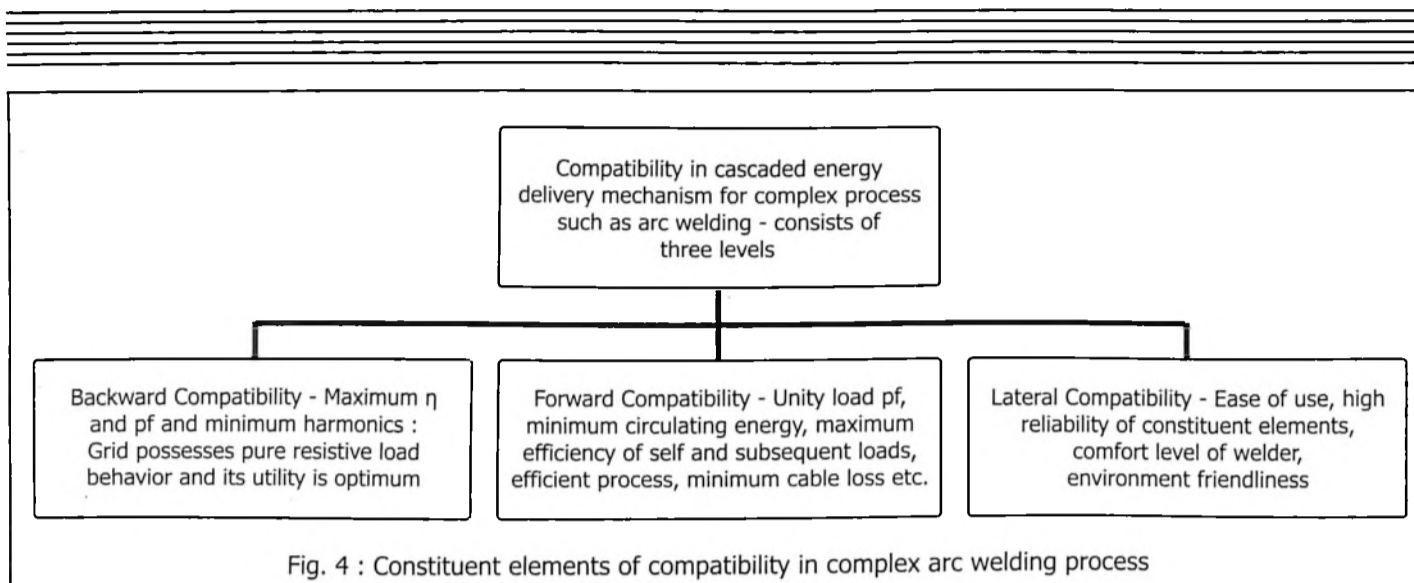 Compatibility in cascaded energy
delivery mechanism for complex process
such as arc welding - consists of
three levels
Backward Compatibility - Maximum η
and pf and minimum harmonics :
Grid possesses pure resistive load
behavior and its utility is optimum
Forward Compatibility - Unity load pf,
minimum circulating energy, maximum
efficiency of self and subsequent loads,
efficient process, minimum cable loss etc.
Lateral Compatibility - Ease of use, high
reliability of constituent elements,
comfort level of welder,
environment friendliness
Fig. 4 : Constituent elements of compatibility in complex arc welding process